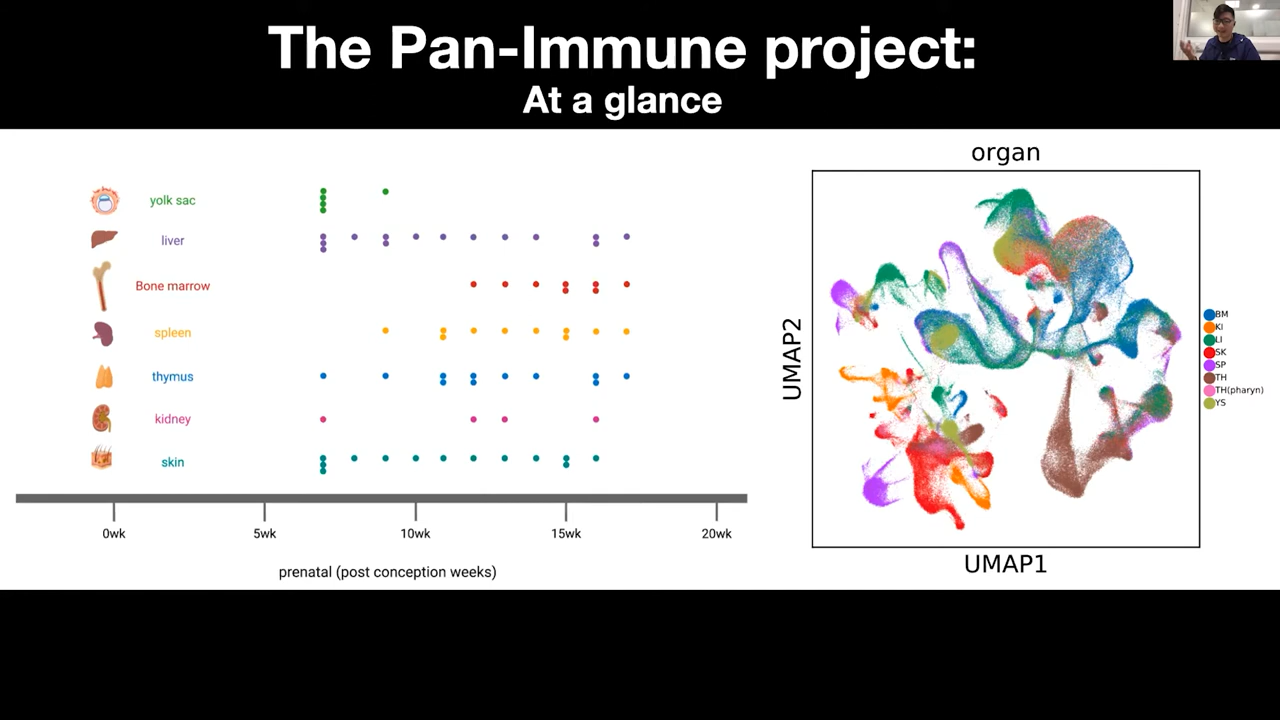 The Pan-Immune project:
At a glance
yolk sac
liver
Bone marrow
spleen
thymus
kidney
skin
0wk 5wk 10wk 15wk 20wk
prenatal (post conception weeks)
organ
UMAP2
UMAP1
BM
KI
LI
SK
SP
TH
TH(pharyn)
YS